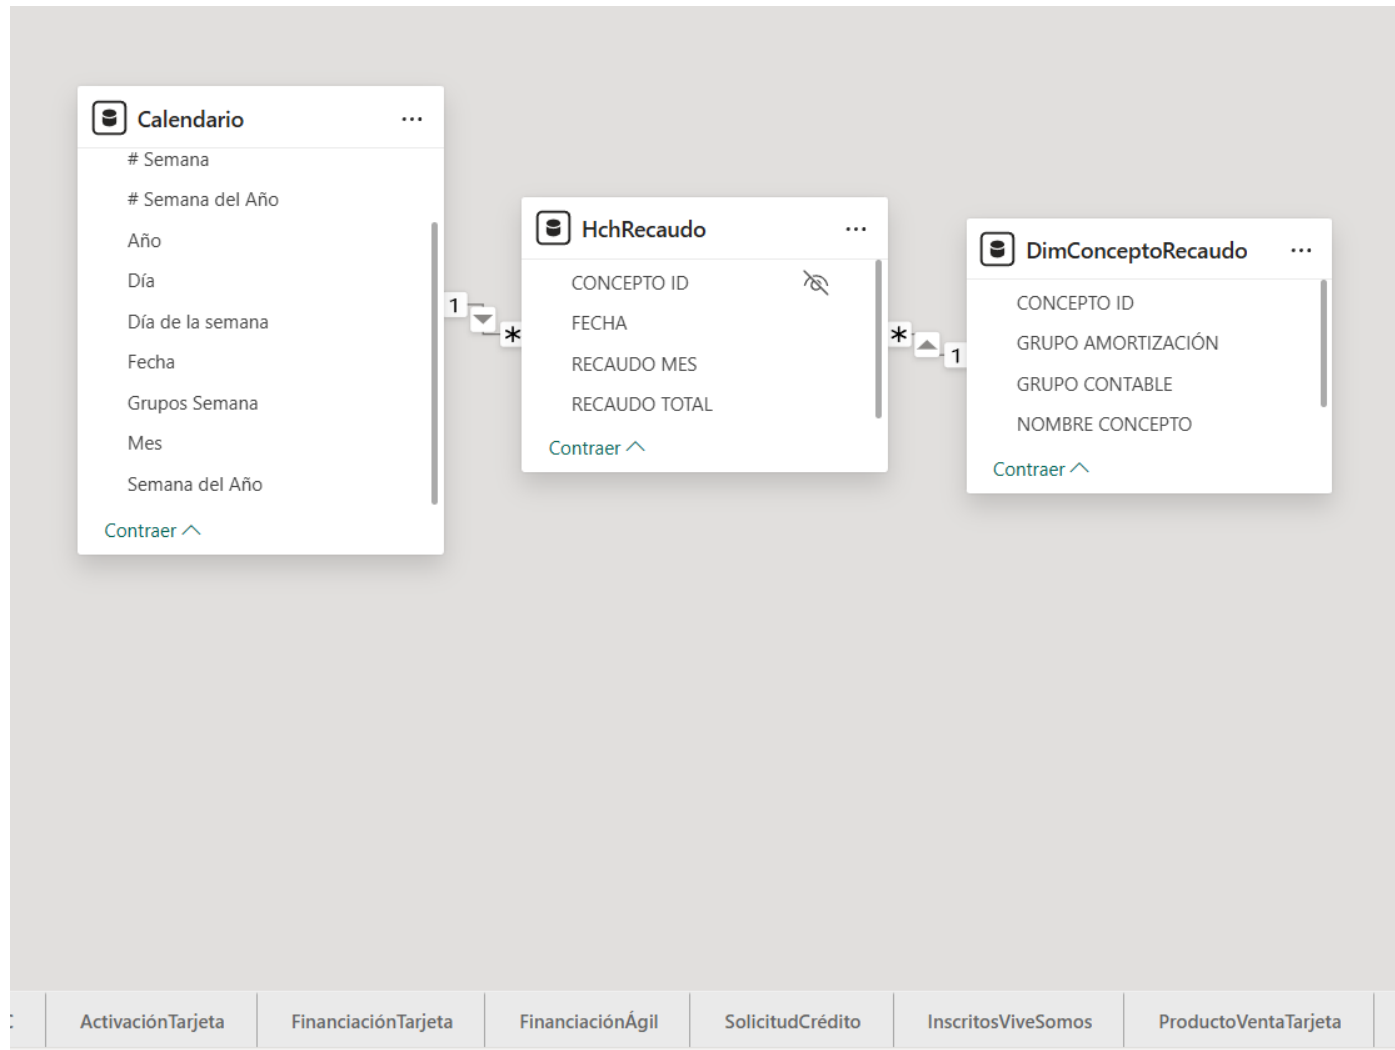 Calendario
# Semana
# Semana del Año
Año
Día
Día de la semana
Fecha
Grupos Semana
Mes
Semana del Año
Contraer
1
*
HchRecaudo
CONCEPTO ID
FECHA
RECAUDO MES
RECAUDO TOTAL
Contraer
*
1
DimConceptoRecaudo
CONCEPTO ID
GRUPO AMORTIZACIÓN
GRUPO CONTABLE
NOMBRE CONCEPTO
Contraer
ActivaciónTarjeta
FinanciaciónTarjeta
FinanciaciónÁgil
SolicitudCrédito
InscritosViveSomos
ProductoVentaTarjeta